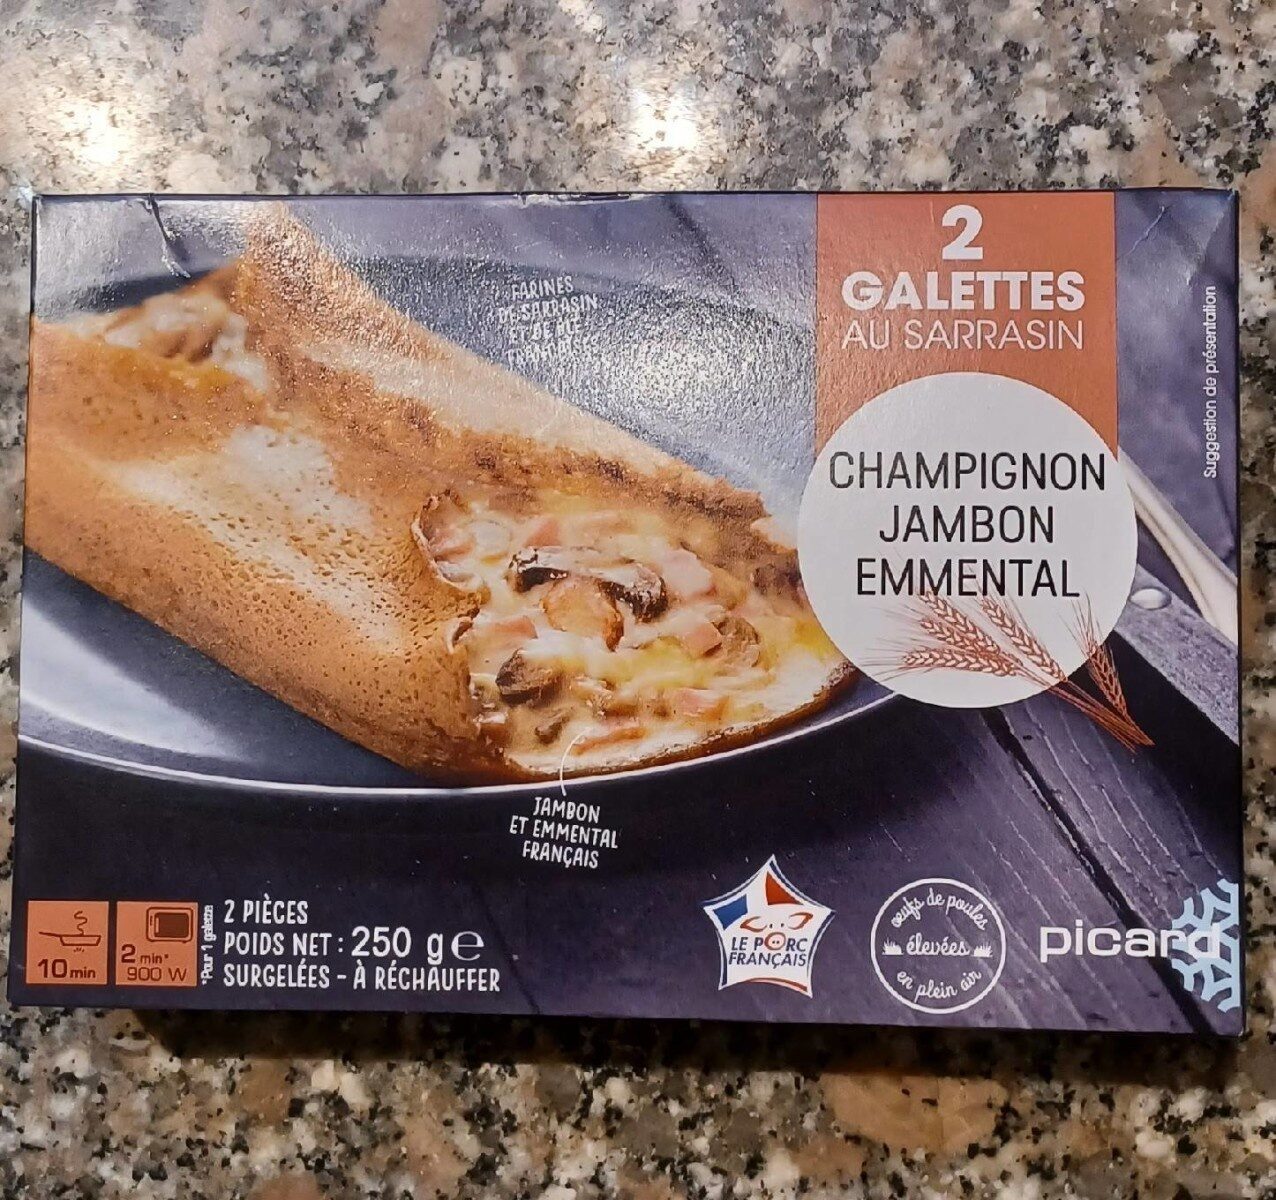 2
GALETTES
AU SARRASIN
CHAMPIGNON
JAMBON
EMMENTAL
Suggestion de présentation
FARINES
DE SARRASIN
ET DE BLÉ
FRANÇAISES
JAMBON
ET EMMENTAL
FRANÇAIS
10 min
2 min*
900 W
*Pour 1 galette
2 PIÈCES
POIDS NET : 250 g e
SURGELÉES - À RÉCHAUFFER
LE PORC
FRANÇAIS
œufs de poules
élevées
en plein air
picard